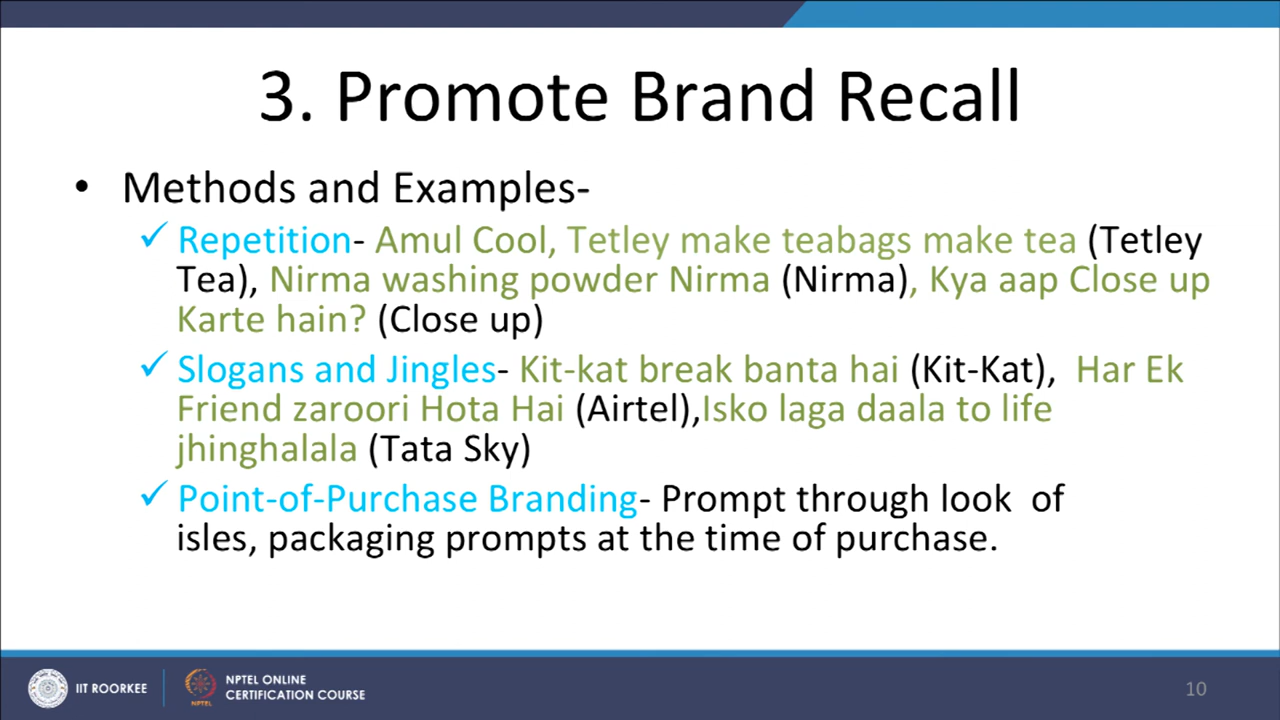 3. Promote Brand Recall
• Methods and Examples-
✓ Repetition- Amul Cool, Tetley make teabags make tea (Tetley
Tea), Nirma washing powder Nirma (Nirma), Kya aap Close up
Karte hain? (Close up)
✓ Slogans and Jingles- Kit-kat break banta hai (Kit-Kat), Har Ek
Friend zaroori Hota Hai (Airtel),Isko laga daala to life
jhinghalala (Tata Sky)
✓ Point-of-Purchase Branding- Prompt through look of
isles, packaging prompts at the time of purchase.
IIT ROORKEE
NPTEL
NPTEL ONLINE
CERTIFICATION COURSE
10